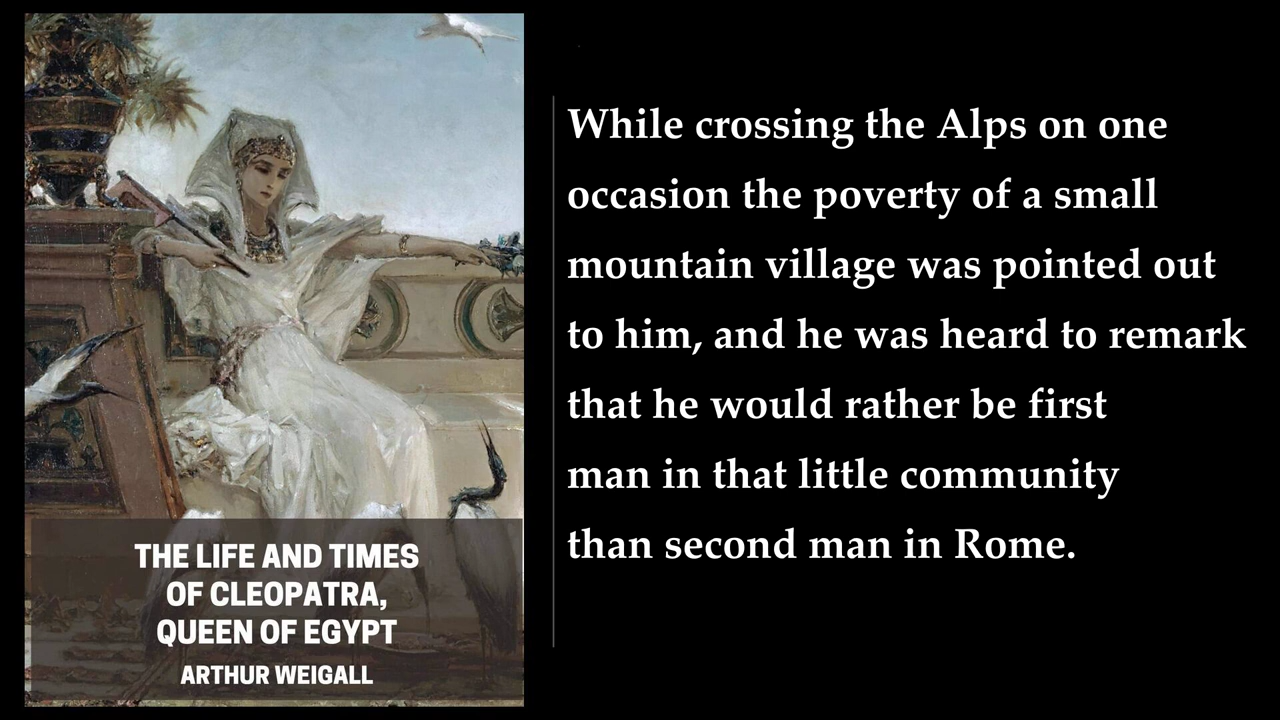 While crossing the Alps on one
occasion the poverty of a small
mountain village was pointed out
to him, and he was heard to remark
that he would rather be first
man in that little community
than second man in Rome.
THE LIFE AND TIMES
OF CLEOPATRA,
QUEEN OF EGYPT
ARTHUR WEIGALL